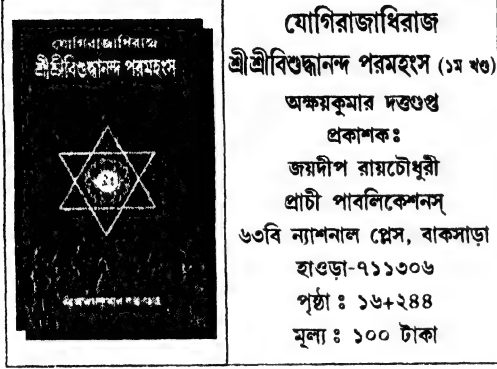 যোগিরাজাধিরাজ
শ্রীশ্রীবিশুদ্ধানন্দ পরমহংস
যোগিরাজাধিরাজ
শ্রীশ্রীবিশুদ্ধানন্দ পরমহংস (১ম খণ্ড)
অক্ষয়কুমার দত্তগুপ্ত
প্রকাশক ঃ
জয়দীপ রায়চৌধুরী
প্রাচী পাবলিকেশনস্
৬৩বি ন্যাশনাল প্লেস, বাকসাড়া
হাওড়া-৭১১৩০৬
পৃষ্ঠা ঃ ১৬+২৪৪
মূল্য ঃ ১০০ টাকা